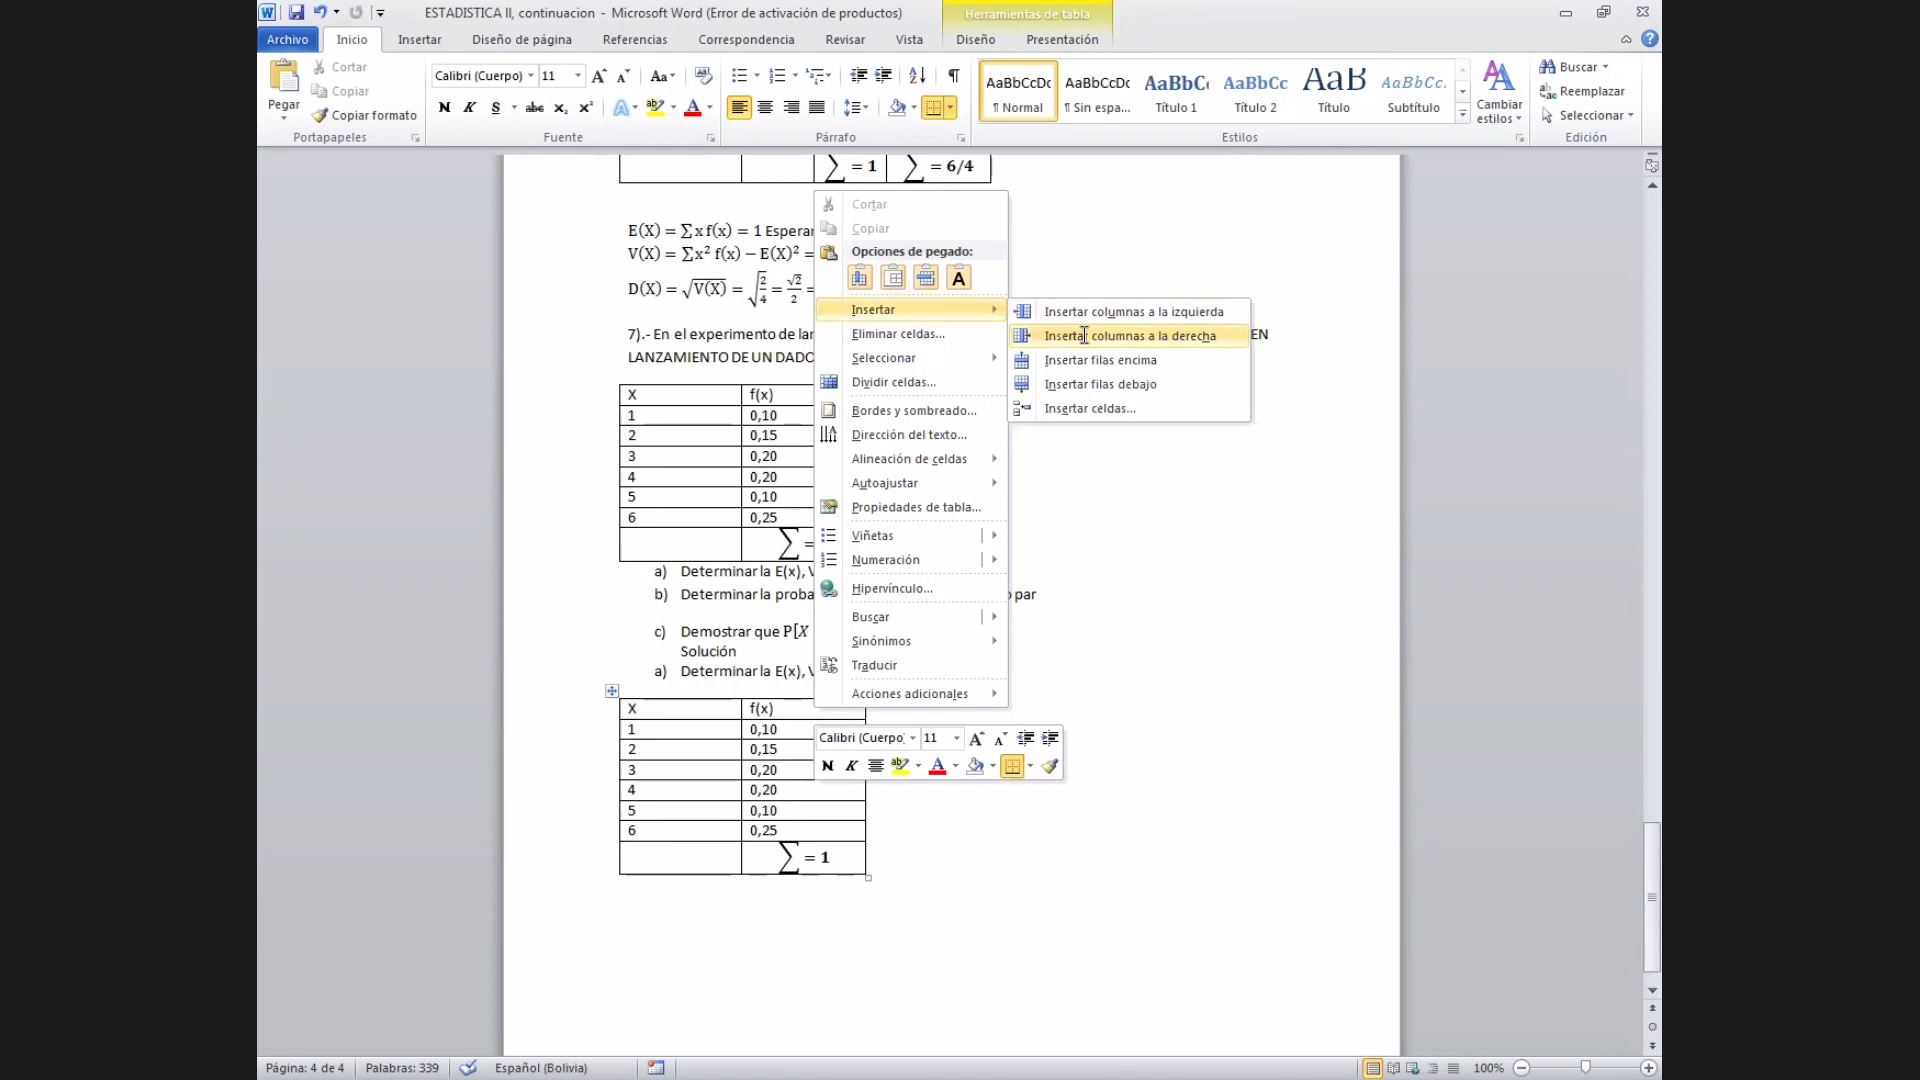 ESTADISTICA II, continuacion - Microsoft Word (Error de activación de productos)
Herramientas de tabla
Archivo Inicio Insertar Diseño de página Referencias Correspondencia Revisar Vista Diseño Presentación
Pegar
Cortar
Copiar
Copiar formato
Portapapeles
Calibri (Cuerpo) 11
Fuente
Párrafo
AaBbCcDc AaBbCcDc AaBbC AaBbCc AaB AaBbCc.
¶ Normal ¶ Sin espa... Título 1 Título 2 Título Subtítulo
Estilos
Cambiar estilos
Buscar
Reemplazar
Seleccionar
Edición
∑ = 1 ∑ = 6/4
E(X) = ∑x f(x) = 1 Esperan
V(X) = ∑x² f(x) − E(X)² =
D(X) = √V(X) = √2/4 = √2/2 =
7).- En el experimento de lan EN
LANZAMIENTO DE UN DADO
X f(x)
1 0,10
2 0,15
3 0,20
4 0,20
5 0,10
6 0,25
∑ =
a) Determinar la E(x), V
b) Determinar la proba o par
c) Demostrar que P[X
Solución
a) Determinar la E(x), V
X f(x)
1 0,10
2 0,15
3 0,20
4 0,20
5 0,10
6 0,25
∑ = 1
Cortar
Copiar
Opciones de pegado:
Insertar
Eliminar celdas...
Seleccionar
Dividir celdas...
Bordes y sombreado...
Dirección del texto...
Alineación de celdas
Autoajustar
Propiedades de tabla...
Viñetas
Numeración
Hipervínculo...
Buscar
Sinónimos
Traducir
Acciones adicionales
Insertar columnas a la izquierda
Insertar columnas a la derecha
Insertar filas encima
Insertar filas debajo
Insertar celdas...
Calibri (Cuerpo) 11
N K
Página: 4 de 4 Palabras: 339 Español (Bolivia) 100%